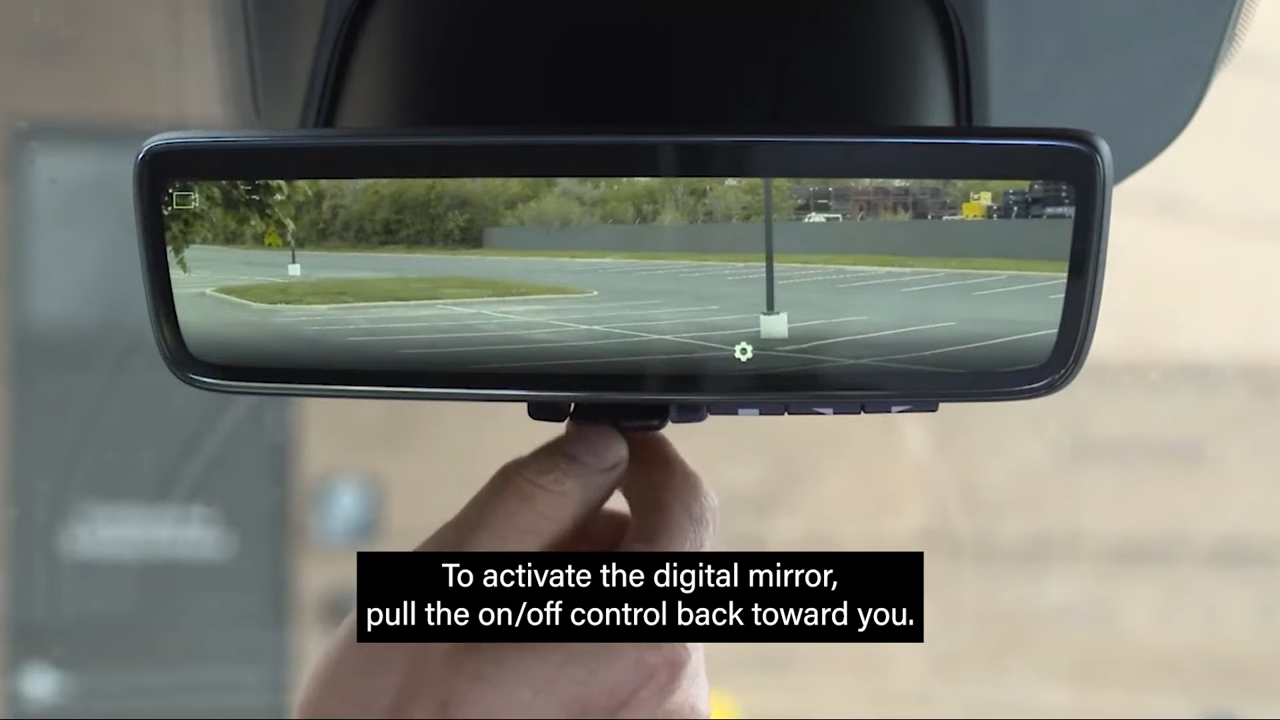 To activate the digital mirror,
pull the on/off control back toward you.